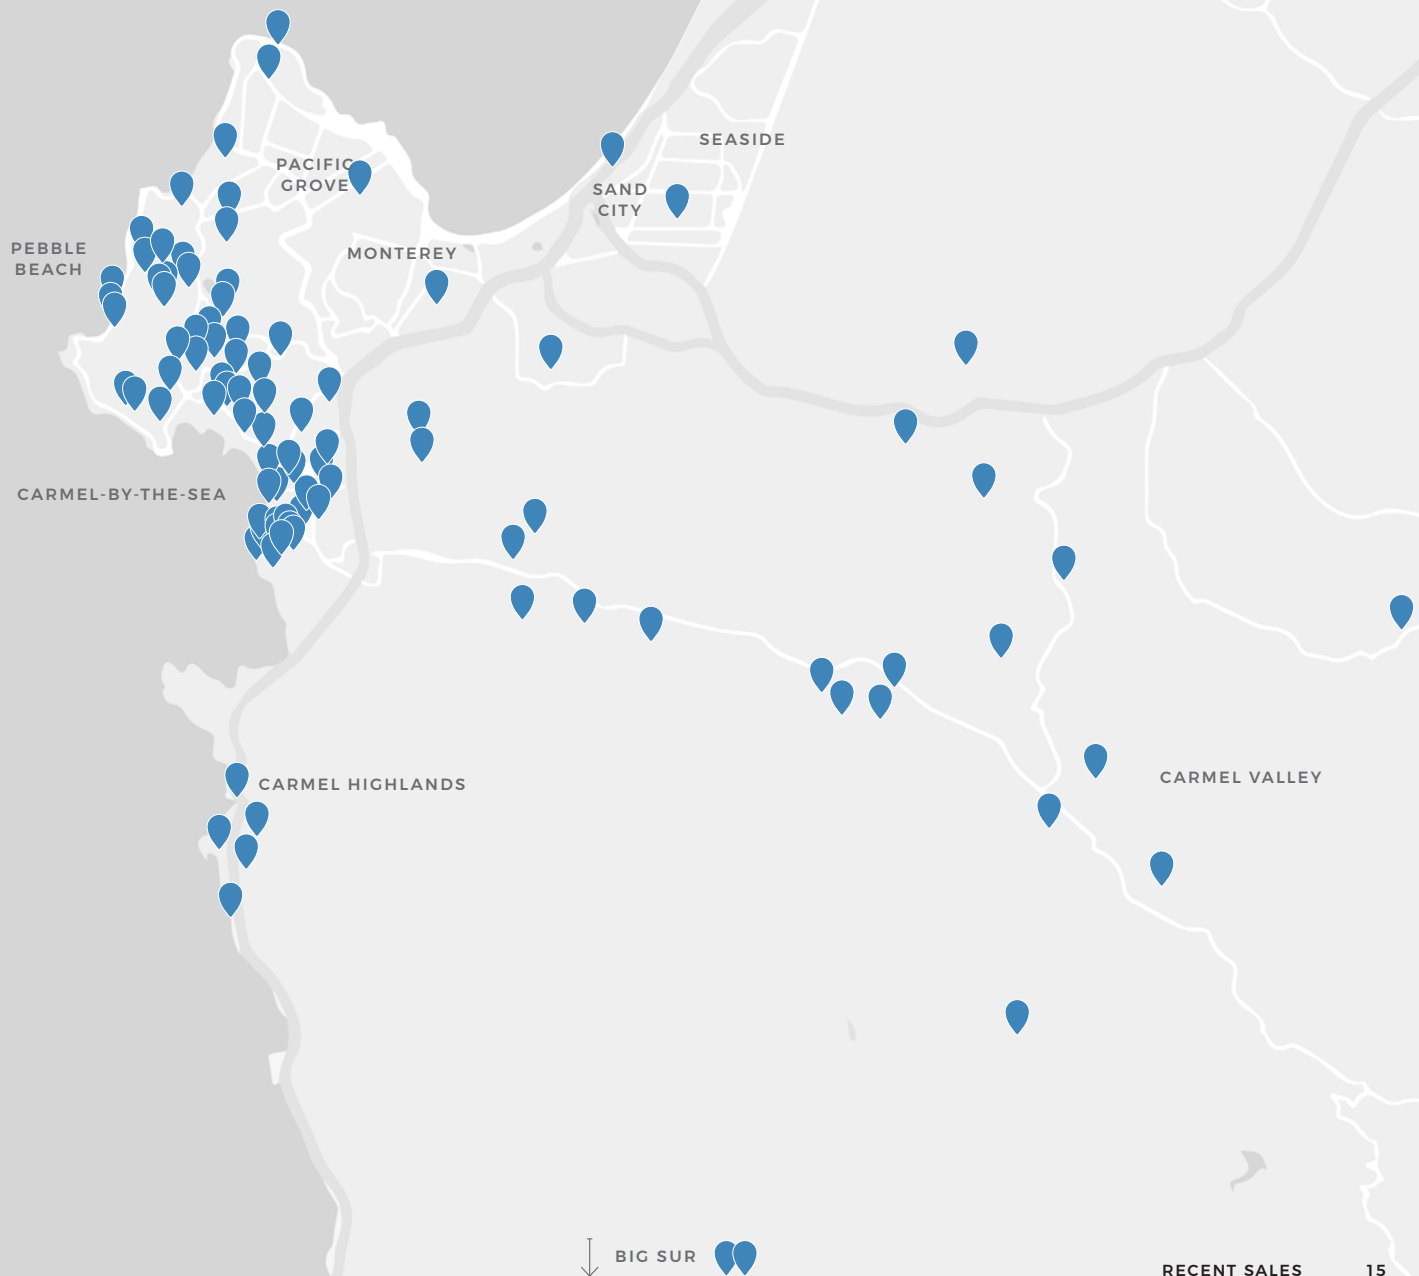 SEASIDE
PACIFIC
GROVE
SAND
CITY
PEBBLE
BEACH
MONTEREY
CARMEL-BY-THE-SEA
CARMEL HIGHLANDS
CARMEL VALLEY
BIG SUR
RECENT SALES 15